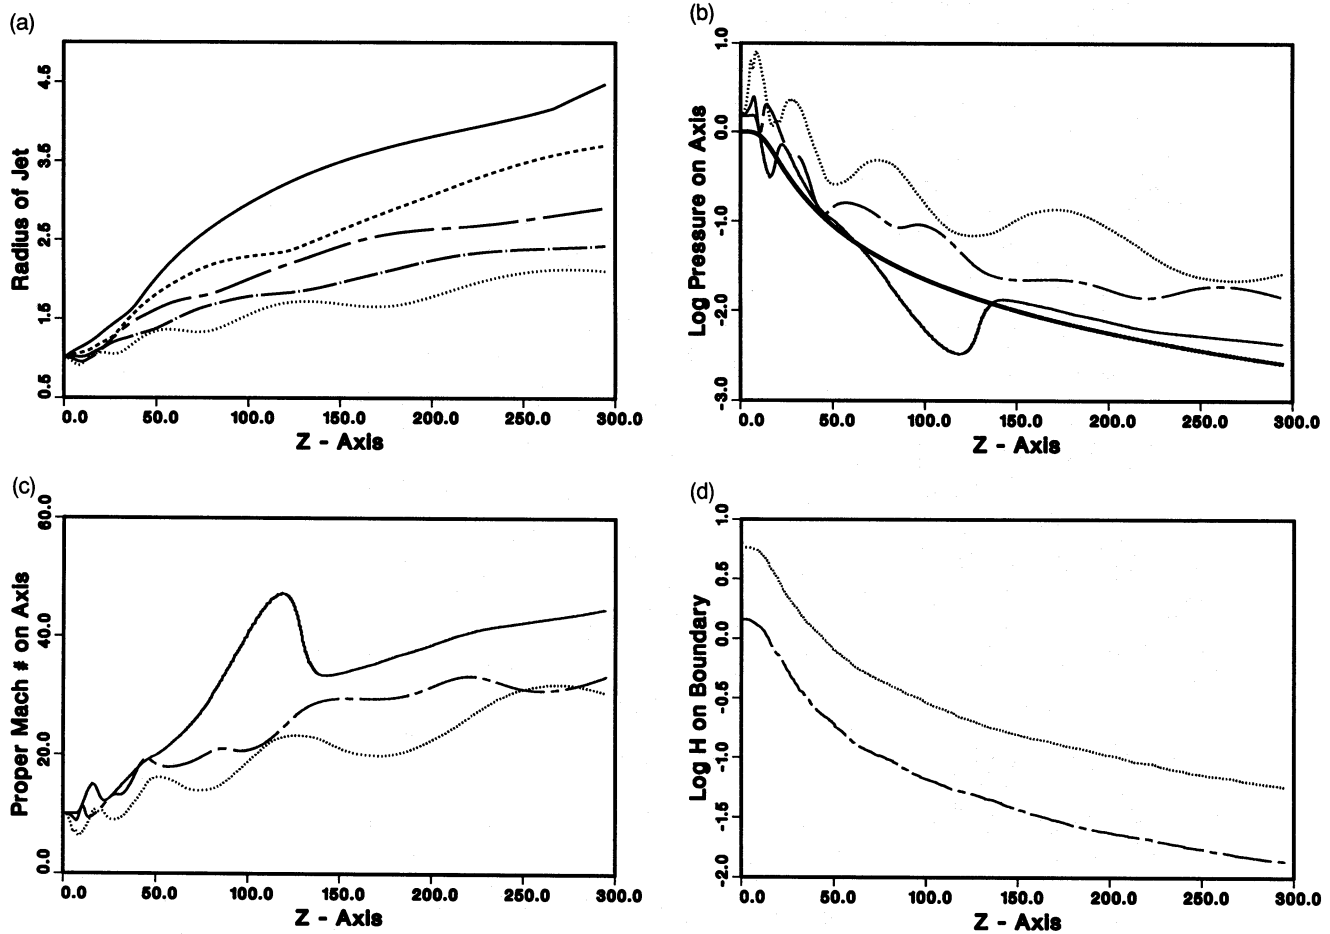 (a)
4.5
3.5
2.5
1.5
0.5
Radius of Jet
0.0 50.0 100.0 150.0 200.0 250.0 300.0
Z - Axis
(b)
1.0
0.0
-1.0
-2.0
-3.0
Log Pressure on Axis
0.0 50.0 100.0 150.0 200.0 250.0 300.0
Z - Axis
(c)
60.0
40.0
20.0
0.0
Proper Mach # on Axis
0.0 50.0 100.0 150.0 200.0 250.0 300.0
Z - Axis
(d)
1.0
0.5
0.0
-0.5
-1.0
-1.5
-2.0
Log H on Boundary
0.0 50.0 100.0 150.0 200.0 250.0 300.0
Z - Axis